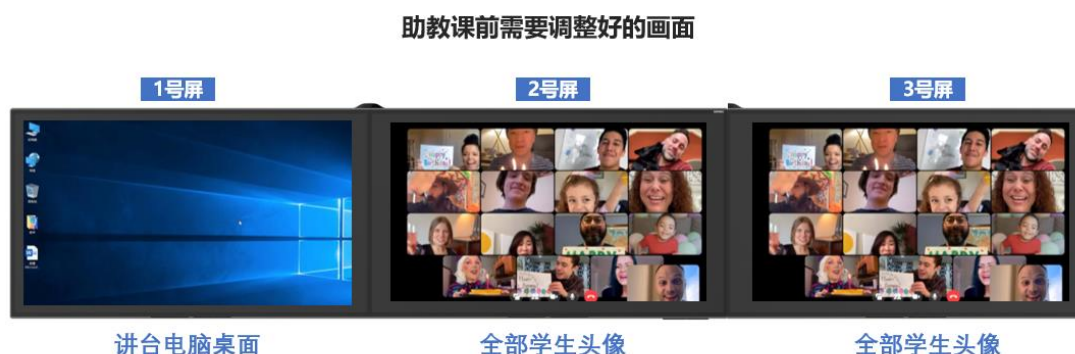 助教课前需要调整好的画面
1号屏
2号屏
3号屏
讲台电脑桌面
全部学生头像
全部学生头像